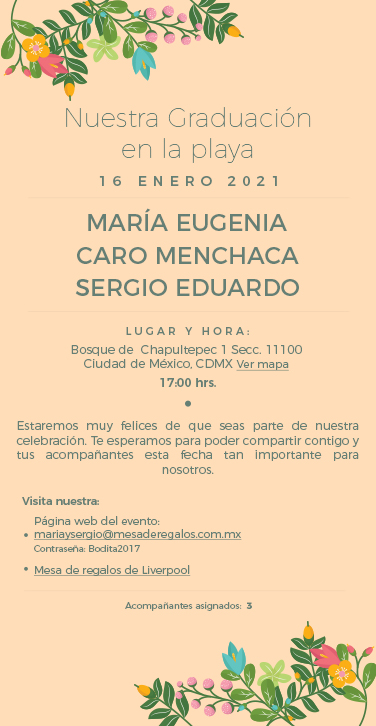 Nuestra Graduación
en la playa
16 ENERO 2021
MARÍA EUGENIA
CARO MENCHACA
SERGIO EDUARDO
LUGAR Y HORA:
Bosque de Chapultepec 1 Secc. 11100
Ciudad de México, CDMX Ver mapa
17:00 hrs.
Estaremos muy felices de que seas parte de nuestra
celebración. Te esperamos para poder compartir contigo y
tus acompañantes esta fecha tan importante para
nosotros.
Visita nuestra:
Página web del evento:
• mariaysergio@mesaderegalos.com.mx
Contraseña: Boclita2017
• Mesa de regalos de Liverpool
Acompañantes asignados: 3